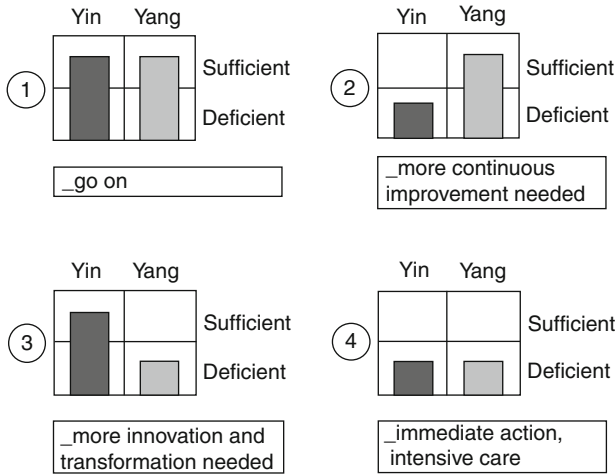 Yin Yang
1
Sufficient
Deficient
_go on
Yin Yang
2
Sufficient
Deficient
_more continuous
improvement needed
Yin Yang
3
Sufficient
Deficient
_more innovation and
transformation needed
Yin Yang
4
Sufficient
Deficient
_immediate action,
intensive care